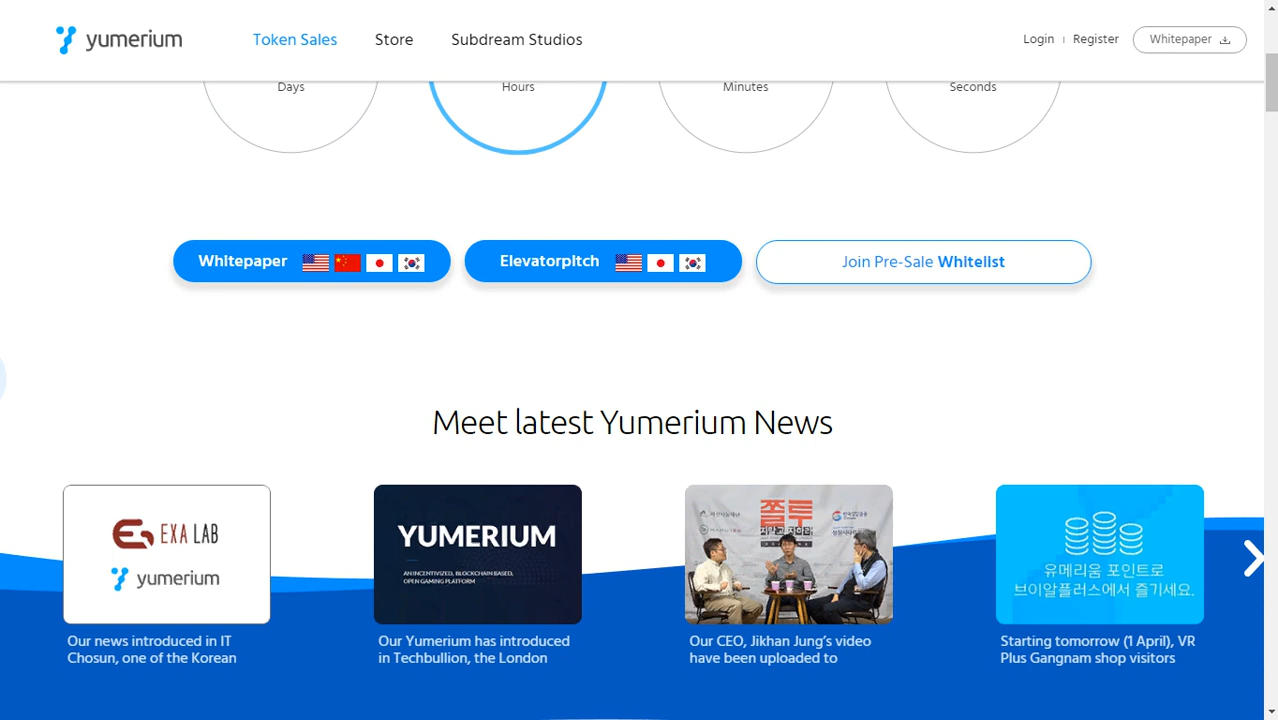 yumerium
Token Sales
Store
Subdream Studios
Login
Register
Whitepaper
Days
Hours
Minutes
Seconds
Whitepaper
Elevatorpitch
Join Pre-Sale Whitelist
Meet latest Yumerium News
EXA LAB
yumerium
YUMERIUM
AN INCENTIVIZED, BLOCKCHAIN BASED,
OPEN GAMING PLATFORM
쫄투
유메리움 포인트로
브이알플러스에서 즐기세요.
Our news introduced in IT
Chosun, one of the Korean
Our Yumerium has introduced
in Techbullion, the London
Our CEO, Jikhan Jung’s video
have been uploaded to
Starting tomorrow (1 April), VR
Plus Gangnam shop visitors